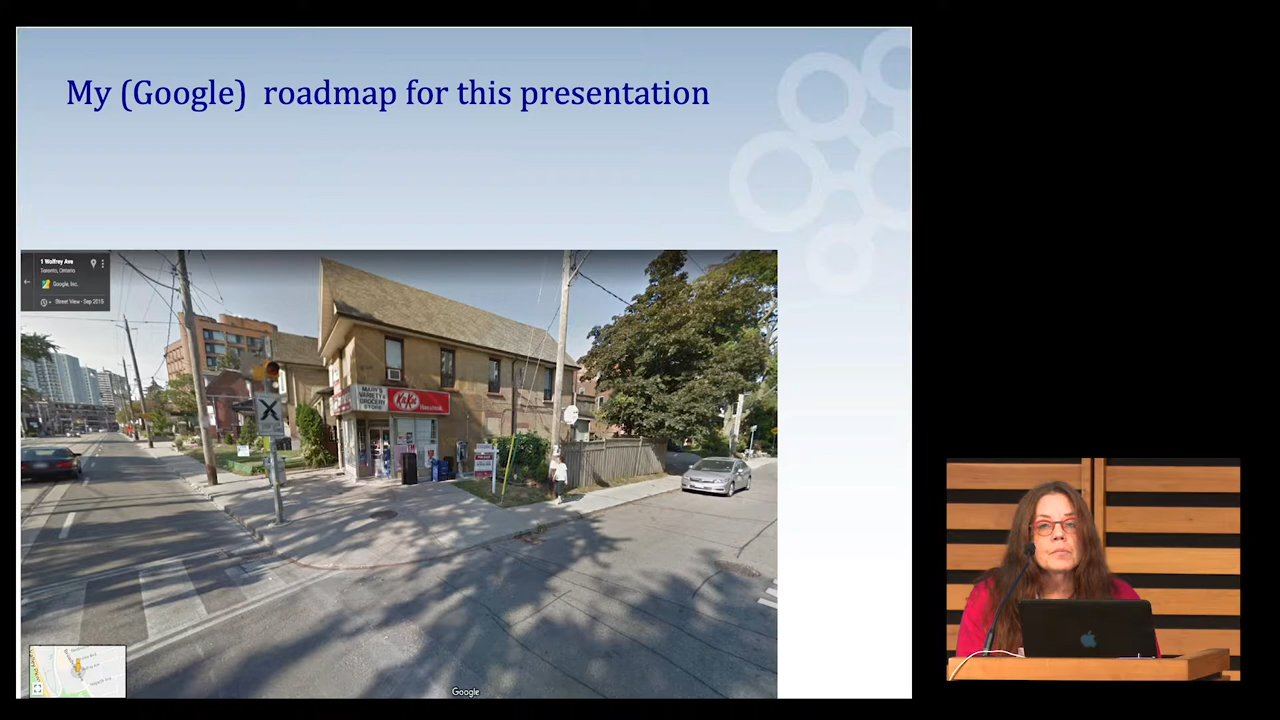 My (Google)  roadmap for this presentation
1 Wolfrey Ave
Toronto, Ontario
Google, Inc.
Street View - Sep 2015
MARY'S
VARIETY &
GROCERY
STORE
KitKat
X
Google